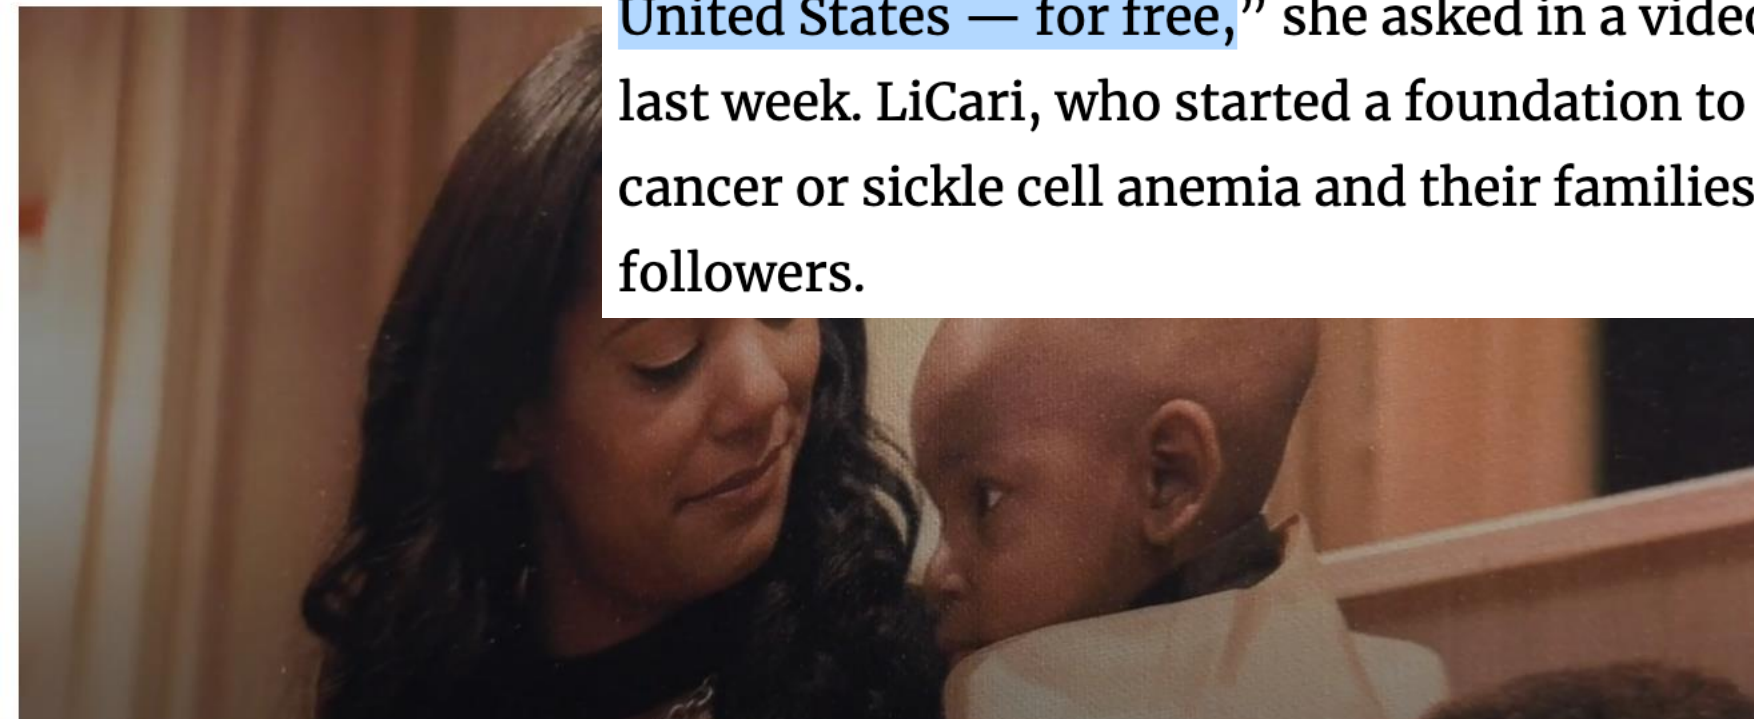 United States — for free,” she asked in a video
last week. LiCari, who started a foundation to
cancer or sickle cell anemia and their families
followers.